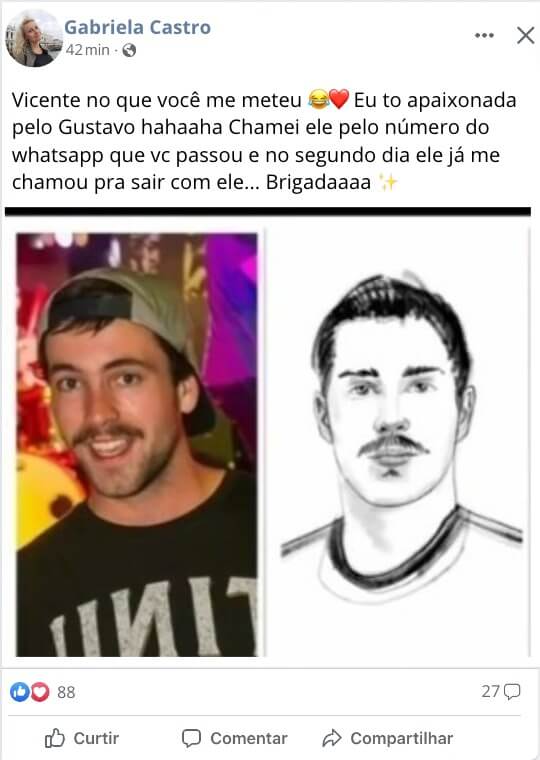 Gabriela Castro
42 min ·
Vicente no que você me meteu 😂❤️ Eu to apaixonada
pelo Gustavo hahaaha Chamei ele pelo número do
whatsapp que vc passou e no segundo dia ele já me
chamou pra sair com ele... Brigadaaaa ✨
88
27
Curtir
Comentar
Compartilhar